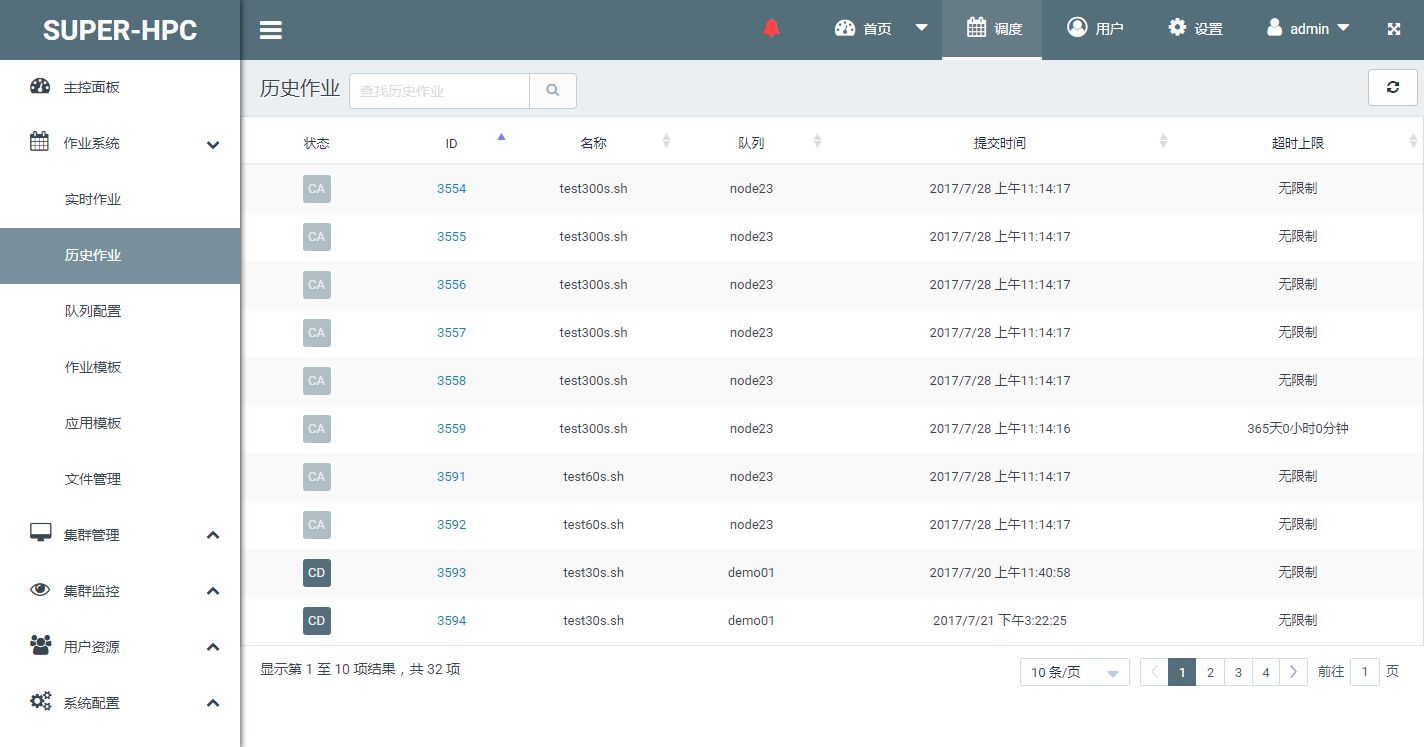 SUPER-HPC
首页
调度
用户
设置
admin
主控面板
作业系统
实时作业
历史作业
队列配置
作业模板
应用模板
文件管理
集群管理
集群监控
用户资源
系统配置
历史作业 查找历史作业
状态 ID 名称 队列 提交时间 超时上限
CA 3554 test300s.sh node23 2017/7/28 上午11:14:17 无限制
CA 3555 test300s.sh node23 2017/7/28 上午11:14:17 无限制
CA 3556 test300s.sh node23 2017/7/28 上午11:14:17 无限制
CA 3557 test300s.sh node23 2017/7/28 上午11:14:17 无限制
CA 3558 test300s.sh node23 2017/7/28 上午11:14:17 无限制
CA 3559 test300s.sh node23 2017/7/28 上午11:14:16 365天0小时0分钟
CA 3591 test60s.sh node23 2017/7/28 上午11:14:17 无限制
CA 3592 test60s.sh node23 2017/7/28 上午11:14:17 无限制
CD 3593 test30s.sh demo01 2017/7/20 上午11:40:58 无限制
CD 3594 test30s.sh demo01 2017/7/21 下午3:22:25 无限制
显示第 1 至 10 项结果，共 32 项
10 条/页 1 2 3 4 前往 1 页